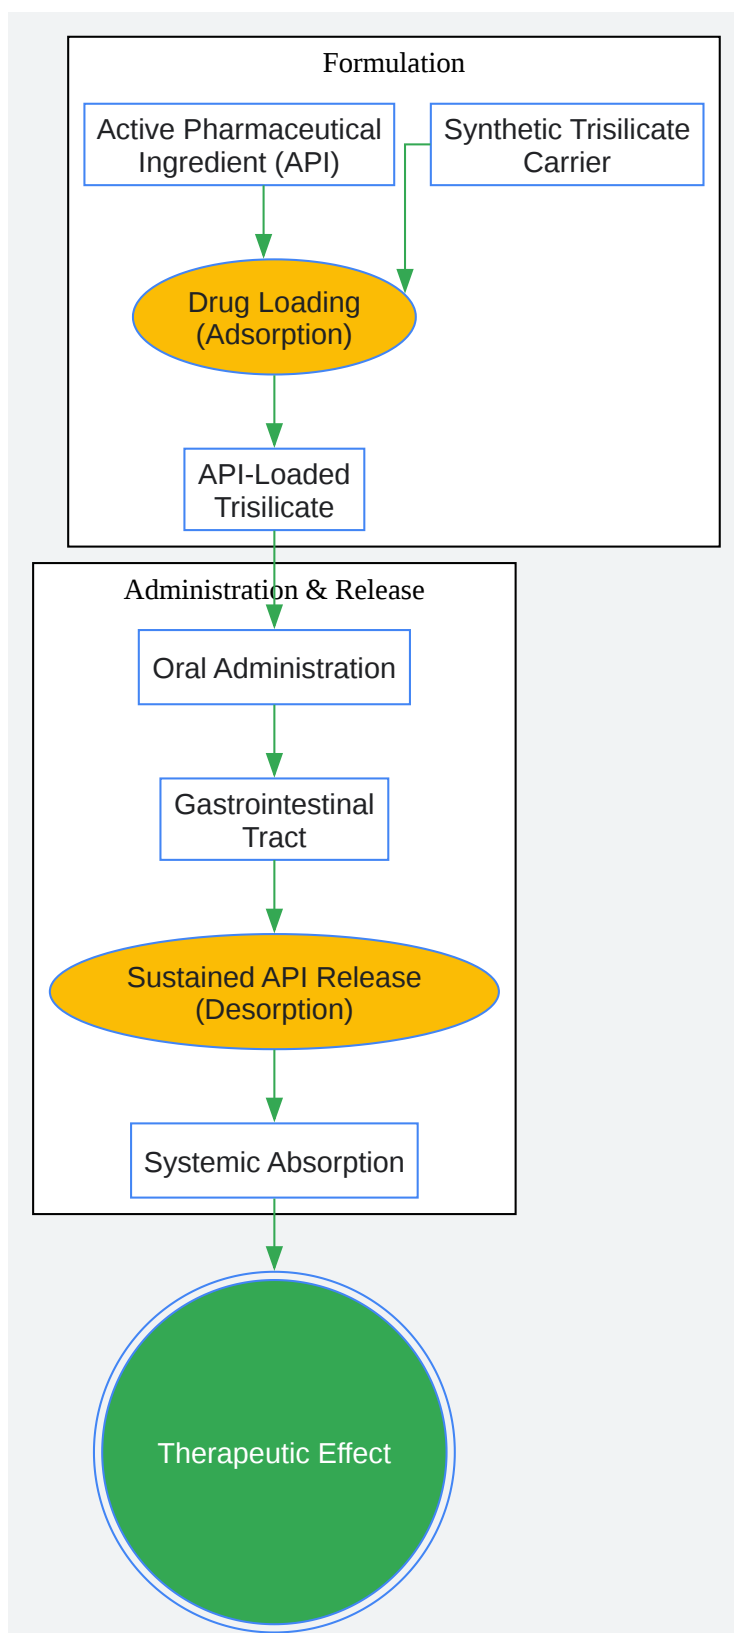 Formulation
Active Pharmaceutical
Ingredient (API)
Synthetic Trisilicate
Carrier
Drug Loading
(Adsorption)
API-Loaded
Trisilicate
Administration & Release
Oral Administration
Gastrointestinal
Tract
Sustained API Release
(Desorption)
Systemic Absorption
Therapeutic Effect